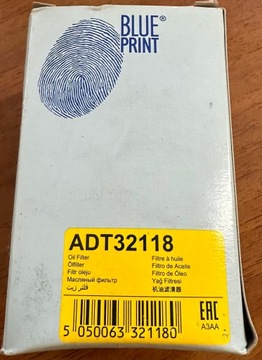 BLUE®
PRINT
ADT32118
Oil Filter
Ölfilter
Filtr oleju
Масляный фильтр
فلتر زيت
Filtre à huile
Filtro de Aceite
Filtro de Óleo
Yağ Filtresi
机油滤清器
EAC
A3AA
5 050063 321180